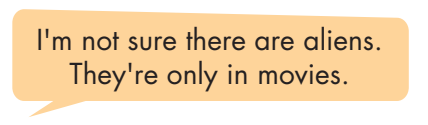 I'm not sure there are aliens.
They're only in movies.